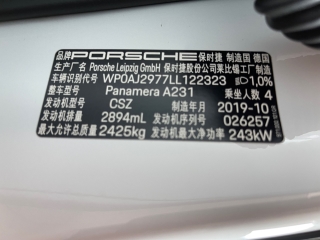 品牌 PORSCHE 保时捷 制造国 德国
生产厂名 Porsche Leipzig GmbH 保时捷股份公司莱比锡工厂制造
车辆识别代号 WP0AJ2977LL122323 1.0%
整车型号 Panamera A231 乘坐人数 4
发动机型号 CSZ 制造年月 2019-10
发动机排量 2894mL 发动机序列号 026257
最大允许总质量 2425kg 发动机最大净功率 243kW